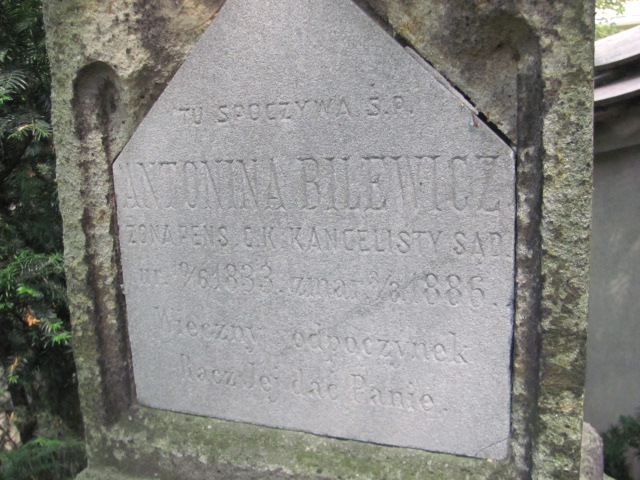 TU SPOCZYWA Ś.P.
ANTONINA BILEWICZ
ŻONA PENS. C.K. KANCELISTY SĄD.
ur. 1833. zmar. 1886.
Wieczny odpoczynek
Racz Jej dać Panie.